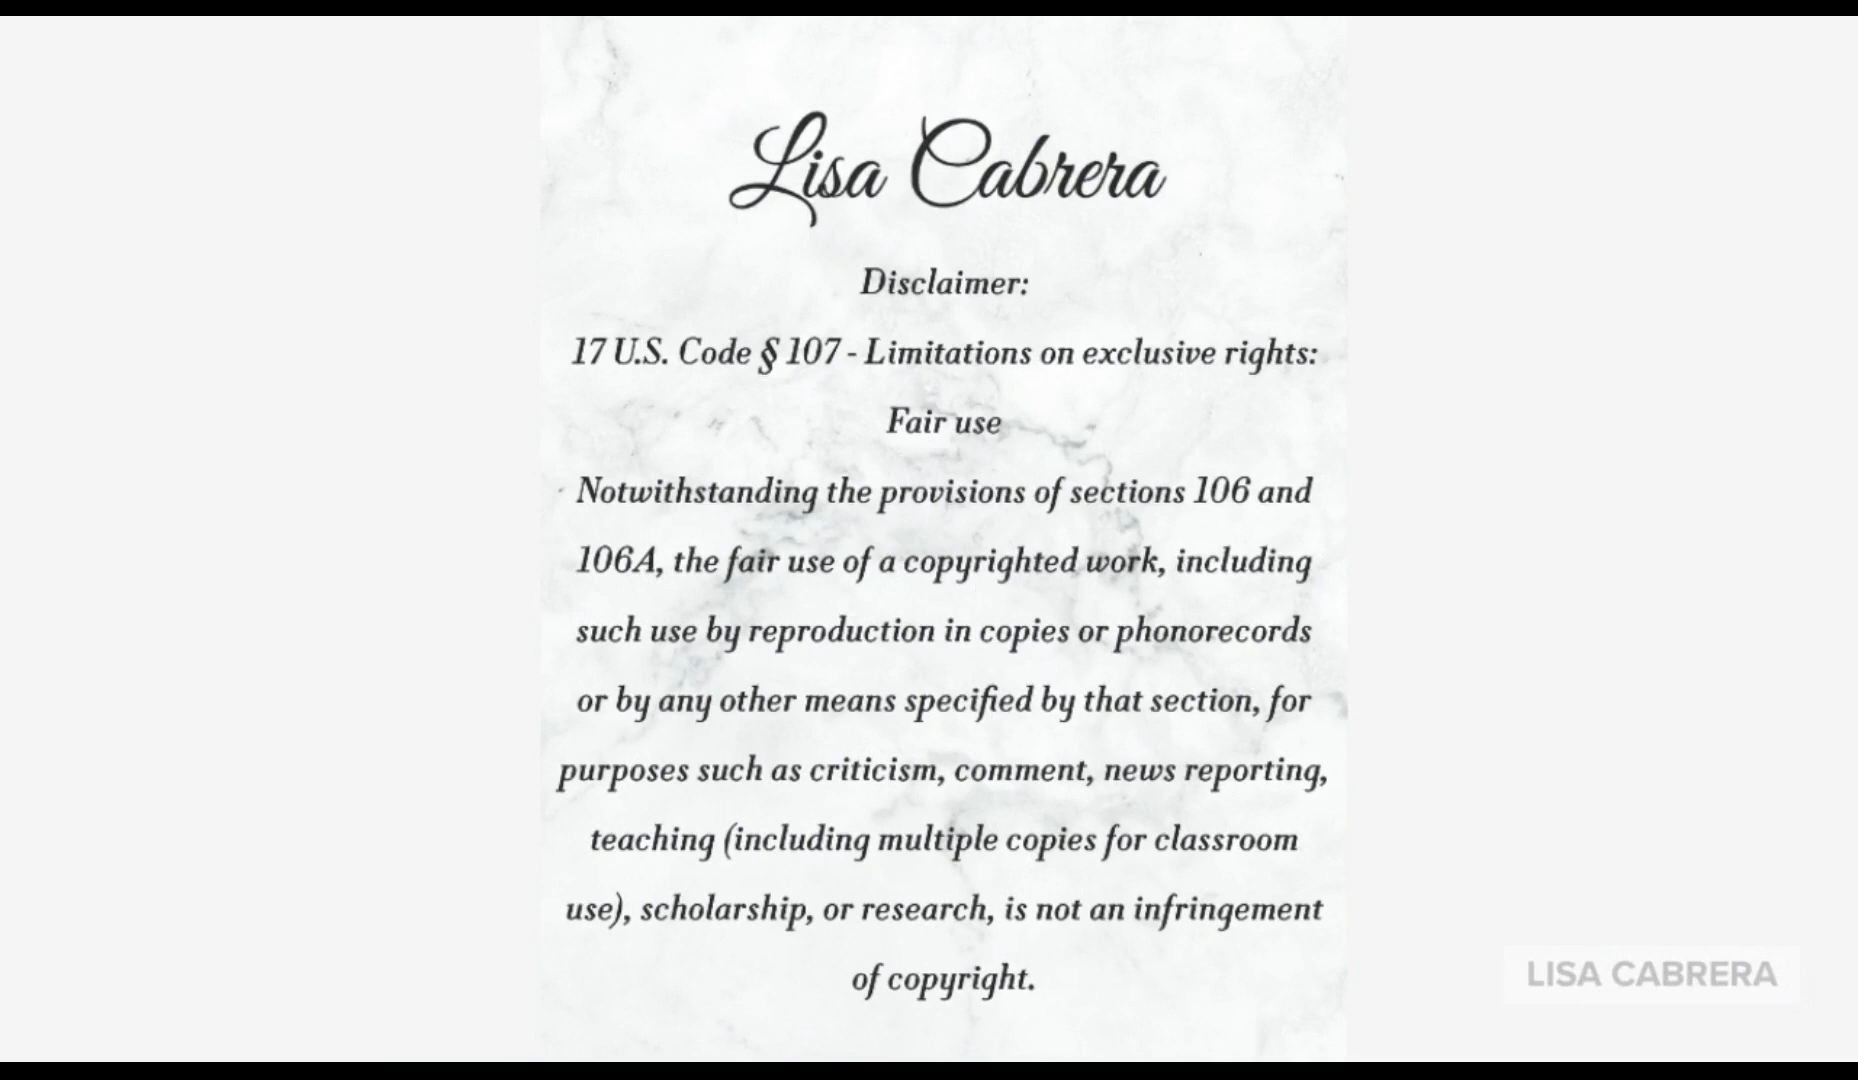 Lisa Cabrera
Disclaimer:
17 U.S. Code § 107 - Limitations on exclusive rights:
Fair use
Notwithstanding the provisions of sections 106 and
106A, the fair use of a copyrighted work, including
such use by reproduction in copies or phonorecords
or by any other means specified by that section, for
purposes such as criticism, comment, news reporting,
teaching (including multiple copies for classroom
use), scholarship, or research, is not an infringement
of copyright.
LISA CABRERA